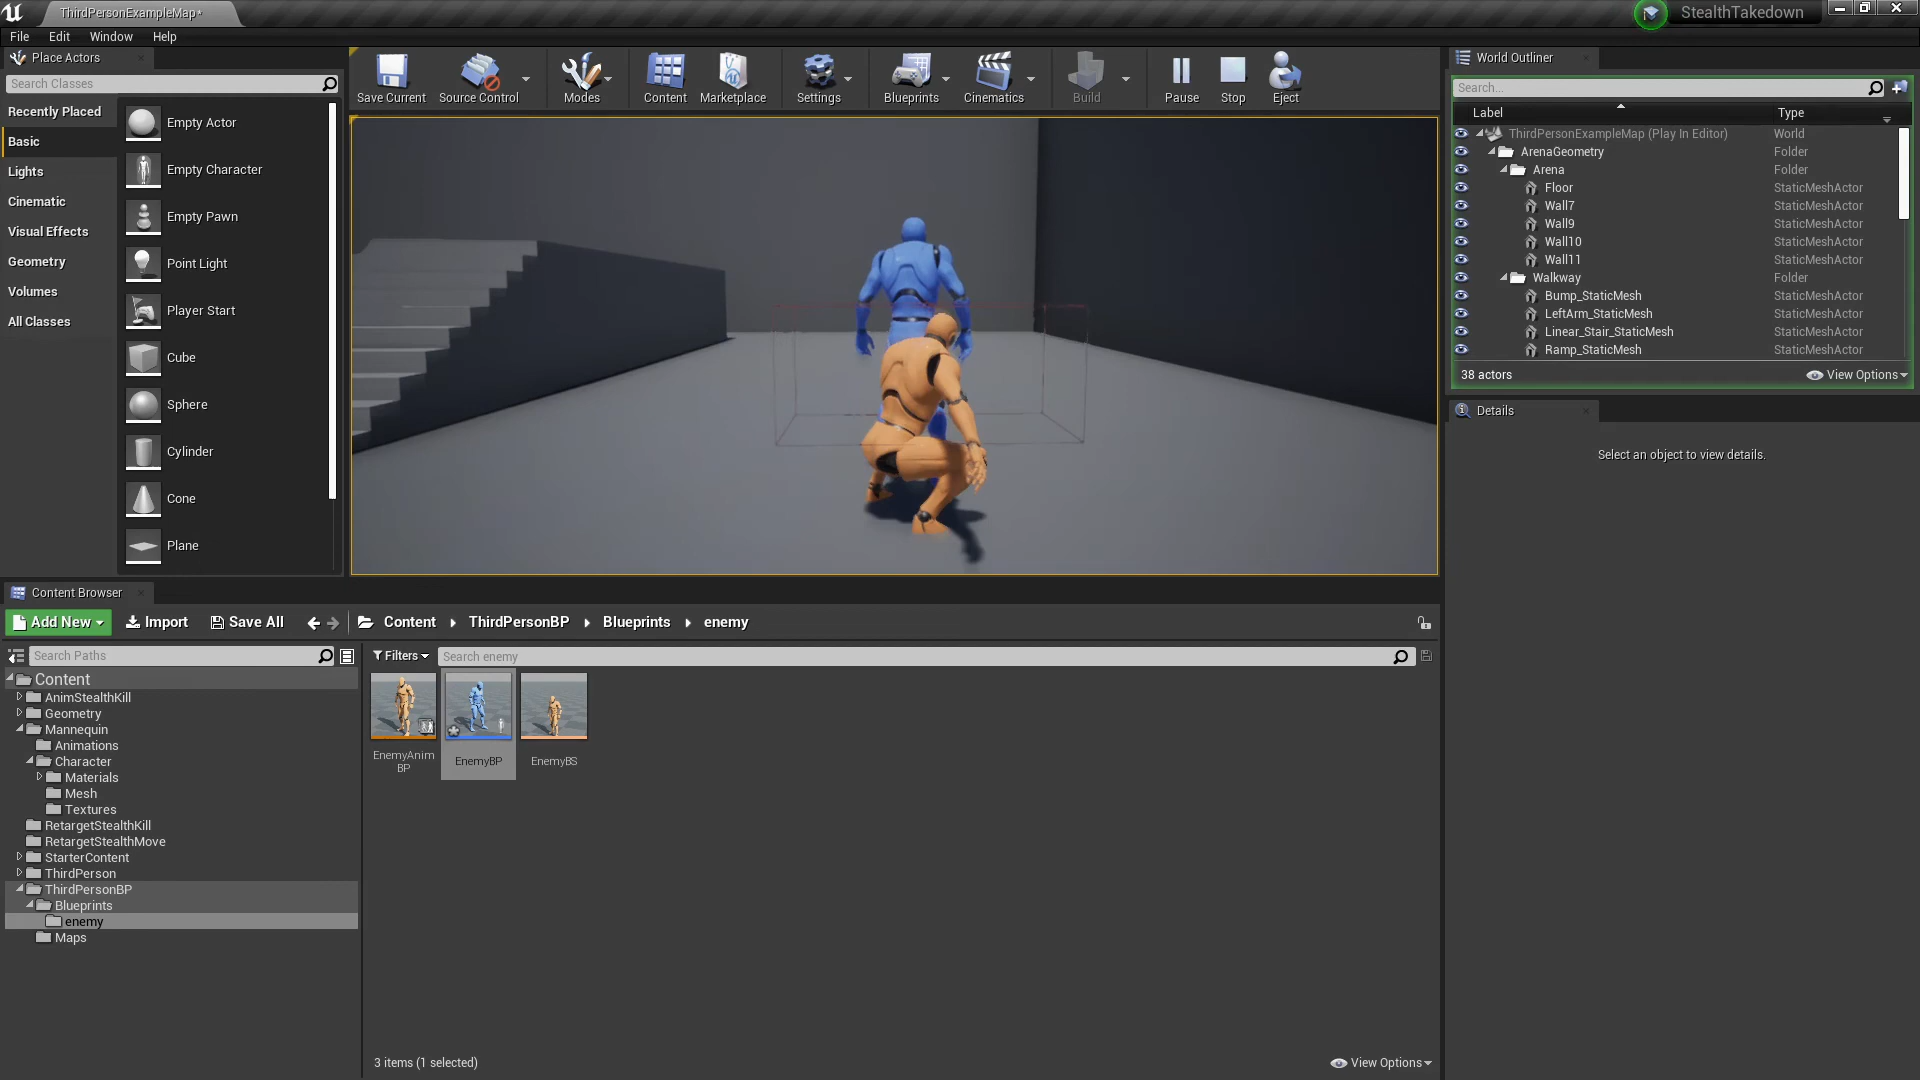 ThirdPersonExampleMap*
StealthTakedown
File Edit Window Help
Place Actors
Search Classes
Recently Placed
Basic
Lights
Cinematic
Visual Effects
Geometry
Volumes
All Classes
Empty Actor
Empty Character
Empty Pawn
Point Light
Player Start
Cube
Sphere
Cylinder
Cone
Plane
Save Current Source Control Modes Content Marketplace Settings Blueprints Cinematics Build Pause Stop Eject
World Outliner
Search...
Label Type
ThirdPersonExampleMap (Play In Editor) World
ArenaGeometry Folder
Arena Folder
Floor StaticMeshActor
Wall7 StaticMeshActor
Wall9 StaticMeshActor
Wall10 StaticMeshActor
Wall11 StaticMeshActor
Walkway Folder
Bump_StaticMesh StaticMeshActor
LeftArm_StaticMesh StaticMeshActor
Linear_Stair_StaticMesh StaticMeshActor
Ramp_StaticMesh StaticMeshActor
38 actors View Options
Details
Select an object to view details.
Content Browser
Add New Import Save All Content ThirdPersonBP Blueprints enemy
Search Paths
Content
AnimStealthKill
Geometry
Mannequin
Animations
Character
Materials
Mesh
Textures
RetargetStealthKill
RetargetStealthMove
StarterContent
ThirdPerson
ThirdPersonBP
Blueprints
enemy
Maps
Filters Search enemy
EnemyAnim
BP
EnemyBP
EnemyBS
3 items (1 selected) View Options